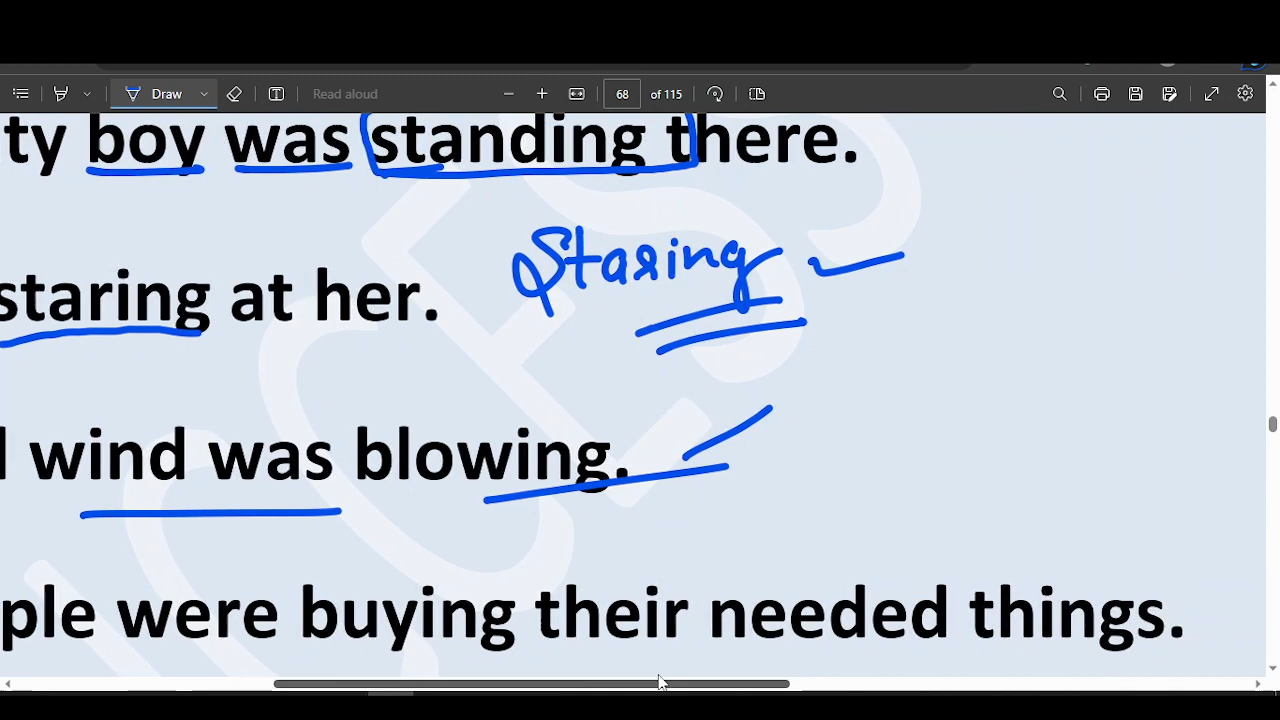 Draw
Read aloud
68 of 115
ty boy was standing there.
Staring
staring at her.
wind was blowing.
ple were buying their needed things.